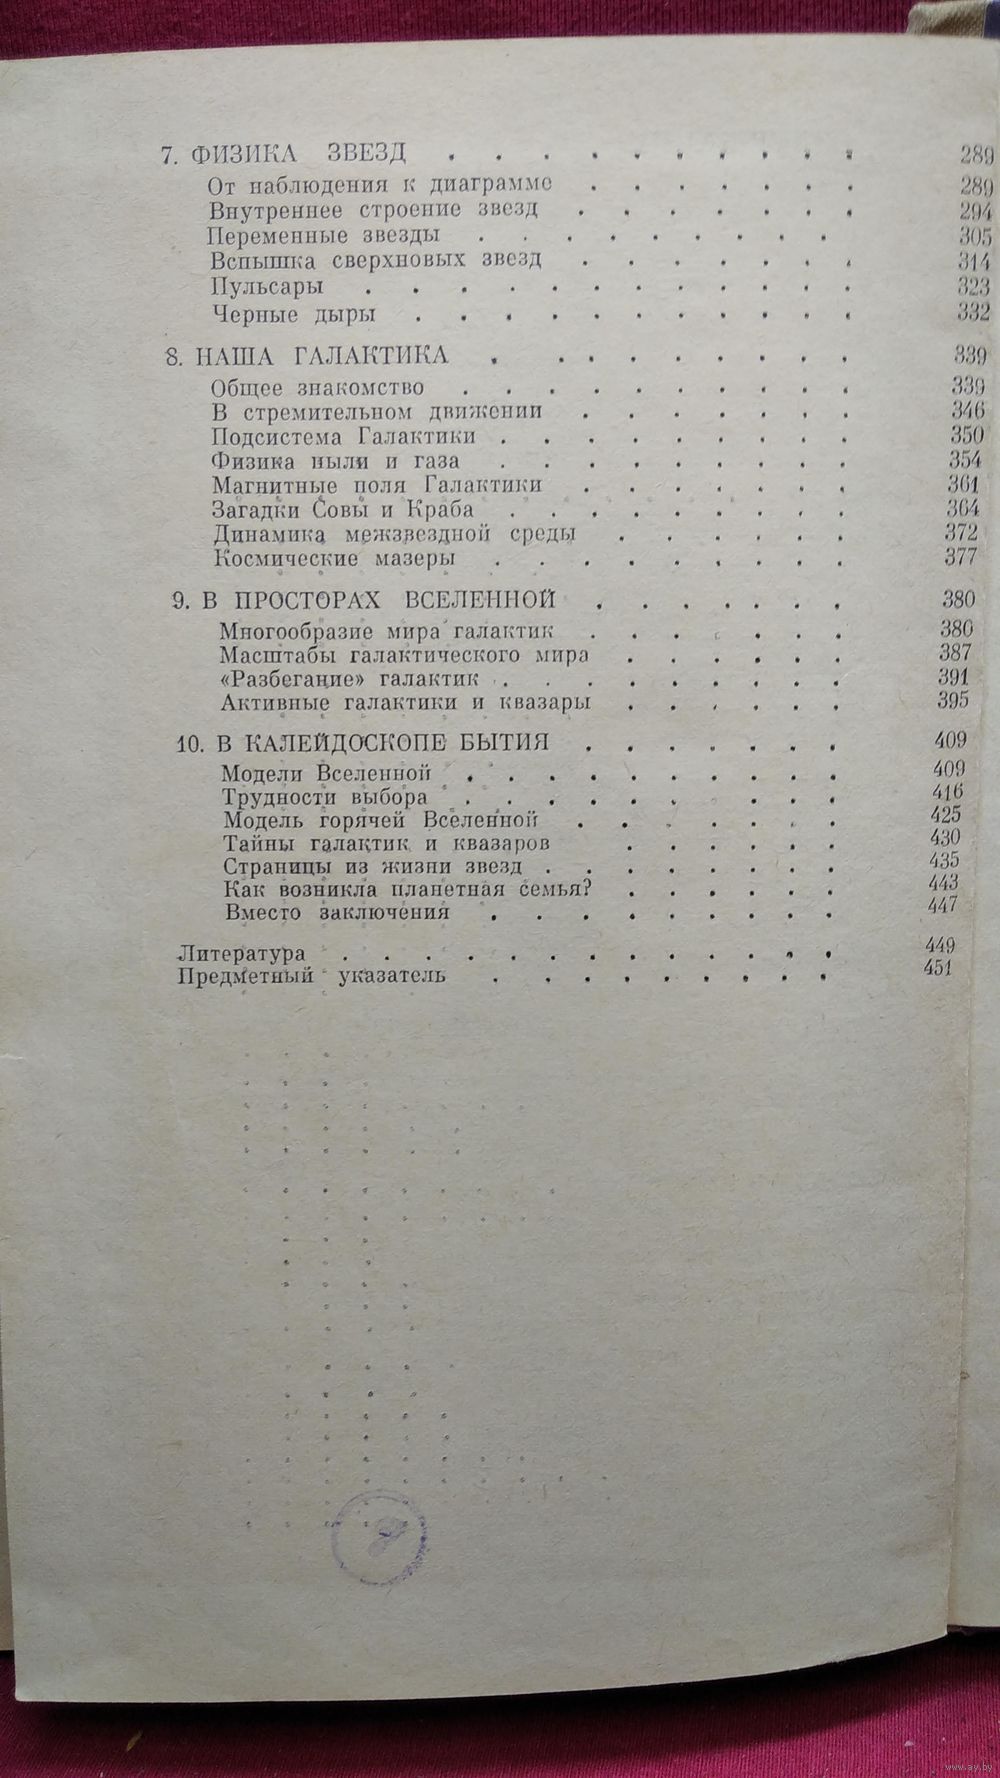 7. ФИЗИКА ЗВЕЗД . . . . . . . . . . 289
От наблюдения к диаграмме . . . . . . . 289
Внутреннее строение звезд . . . . . . . 294
Переменные звезды . . . . . . . . . 305
Вспышка сверхновых звезд . . . . . . . 314
Пульсары . . . . . . . . . . . . 323
Черные дыры . . . . . . . . . . . 332
8. НАША ГАЛАКТИКА . . . . . . . . . 339
Общее знакомство . . . . . . . . . 339
В стремительном движении . . . . . . . 346
Подсистема Галактики . . . . . . . . . 350
Физика пыли и газа . . . . . . . . . 354
Магнитные поля Галактики . . . . . . . 361
Загадки Совы и Краба . . . . . . . . . 364
Динамика межзвездной среды . . . . . . 372
Космические мазеры . . . . . . . . . 377
9. В ПРОСТОРАХ ВСЕЛЕННОЙ . . . . . . . 380
Многообразие мира галактик . . . . . . . 380
Масштабы галактического мира . . . . . . 387
«Разбегание» галактик . . . . . . . . . 391
Активные галактики и квазары . . . . . . 395
10. В КАЛЕЙДОСКОПЕ БЫТИЯ . . . . . . . 409
Модели Вселенной . . . . . . . . . . 409
Трудности выбора . . . . . . . . . 416
Модель горячей Вселенной . . . . . . . 425
Тайны галактик и квазаров . . . . . . 430
Страницы из жизни звезд . . . . . . . . 435
Как возникла планетная семья? . . . . . . 443
Вместо заключения . . . . . . . . . 447
Литература . . . . . . . . . . . . 449
Предметный указатель . . . . . . . . . 451
www.ay.by